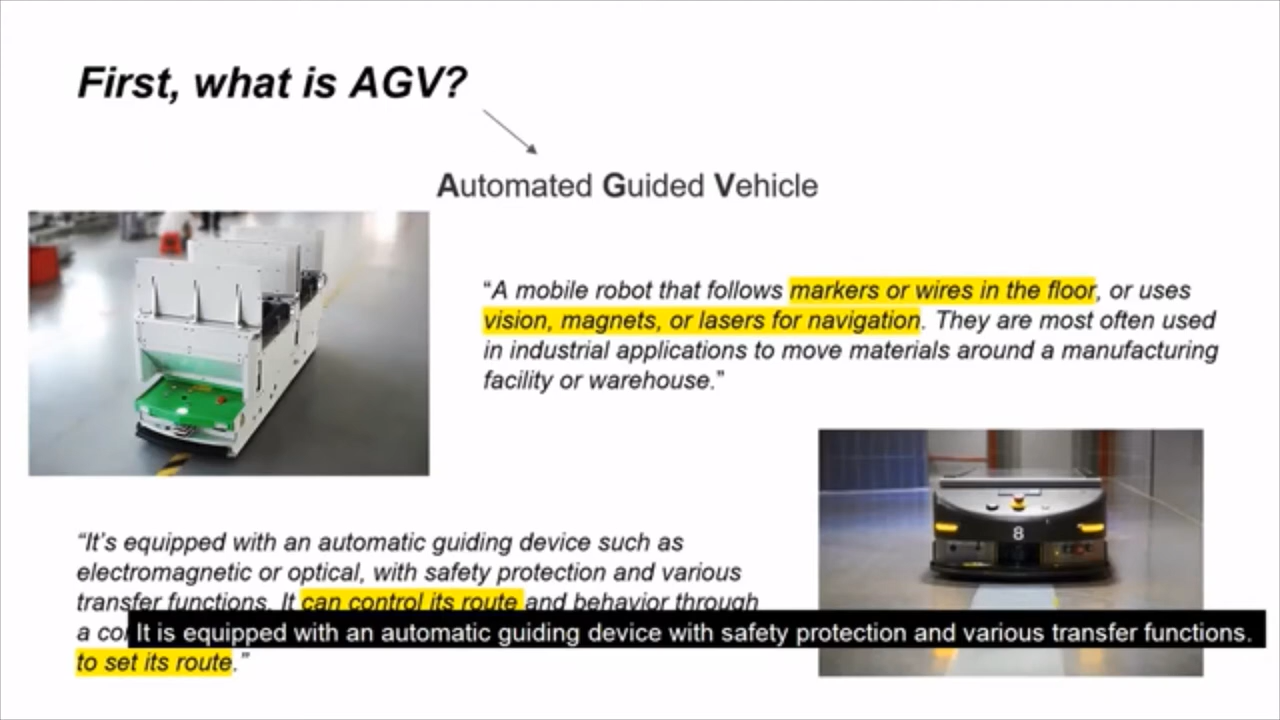 First, what is AGV?
Automated Guided Vehicle
“A mobile robot that follows markers or wires in the floor, or uses
vision, magnets, or lasers for navigation. They are most often used
in industrial applications to move materials around a manufacturing
facility or warehouse.”
8
“It’s equipped with an automatic guiding device such as
electromagnetic or optical, with safety protection and various
transfer functions. It can control its route and behavior through
a
It is equipped with an automatic guiding device with safety protection and various transfer functions.
to set its route.”